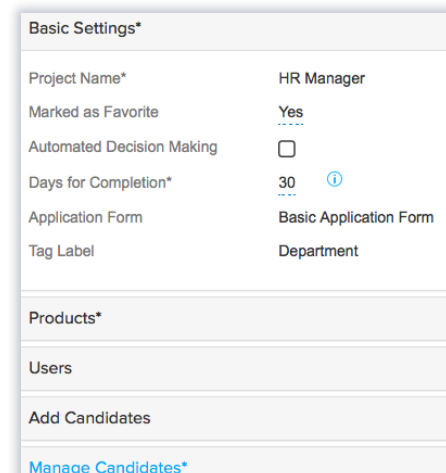 Basic Settings*
Project Name* HR Manager
Marked as Favorite Yes
Automated Decision Making
Days for Completion* 30
Application Form Basic Application Form
Tag Label Department
Products*
Users
Add Candidates
Manage Candidates*